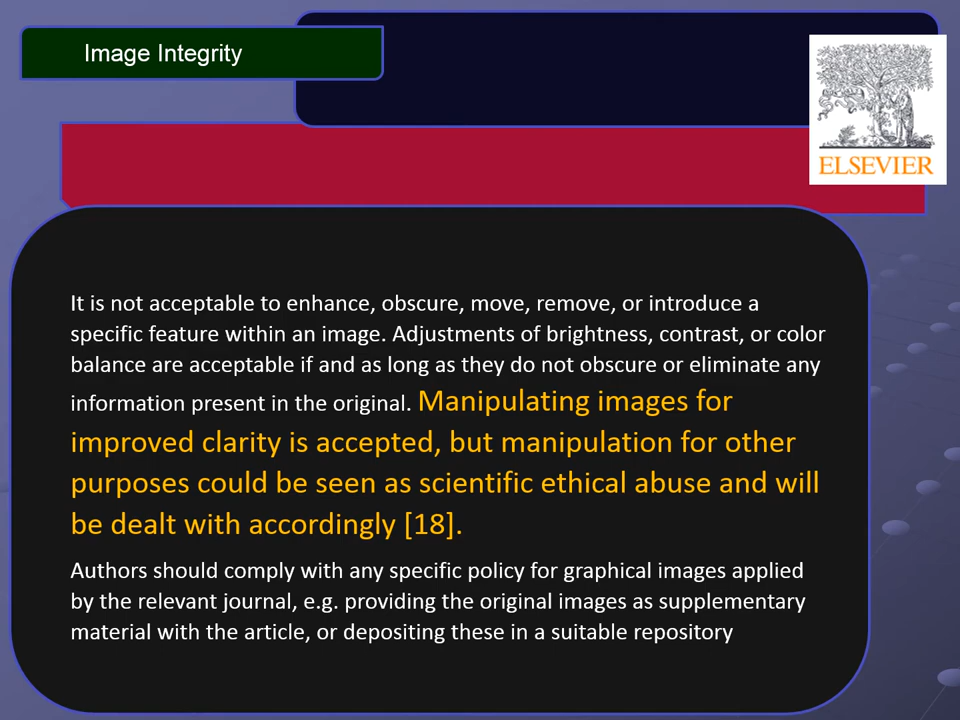 Image Integrity
ELSEVIER
It is not acceptable to enhance, obscure, move, remove, or introduce a
specific feature within an image. Adjustments of brightness, contrast, or color
balance are acceptable if and as long as they do not obscure or eliminate any
information present in the original. Manipulating images for
improved clarity is accepted, but manipulation for other
purposes could be seen as scientific ethical abuse and will
be dealt with accordingly [18].
Authors should comply with any specific policy for graphical images applied
by the relevant journal, e.g. providing the original images as supplementary
material with the article, or depositing these in a suitable repository